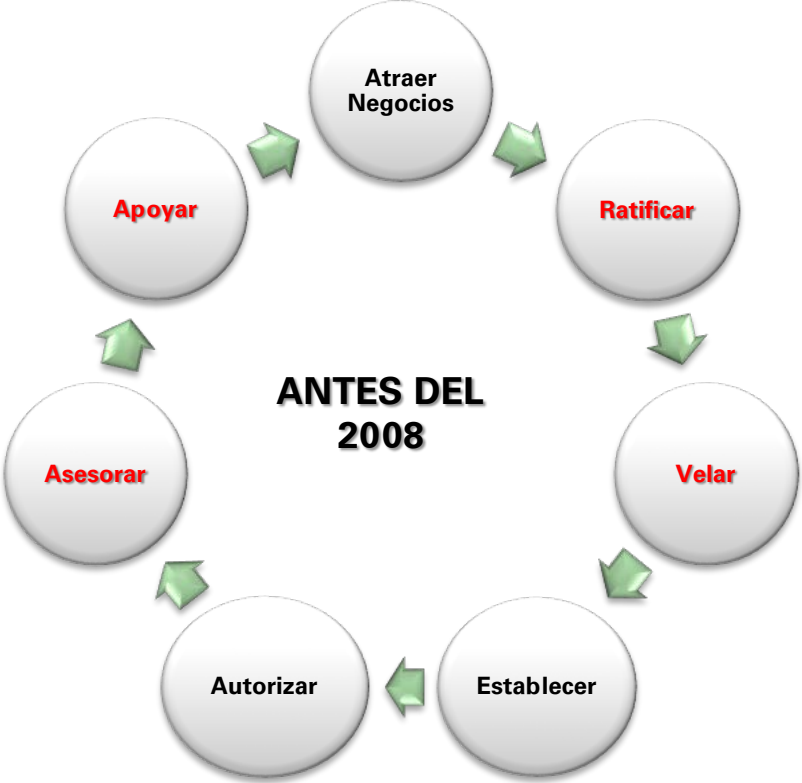 Atraer
Negocios
Ratificar
Velar
Establecer
Autorizar
Asesorar
Apoyar
ANTES DEL
2008